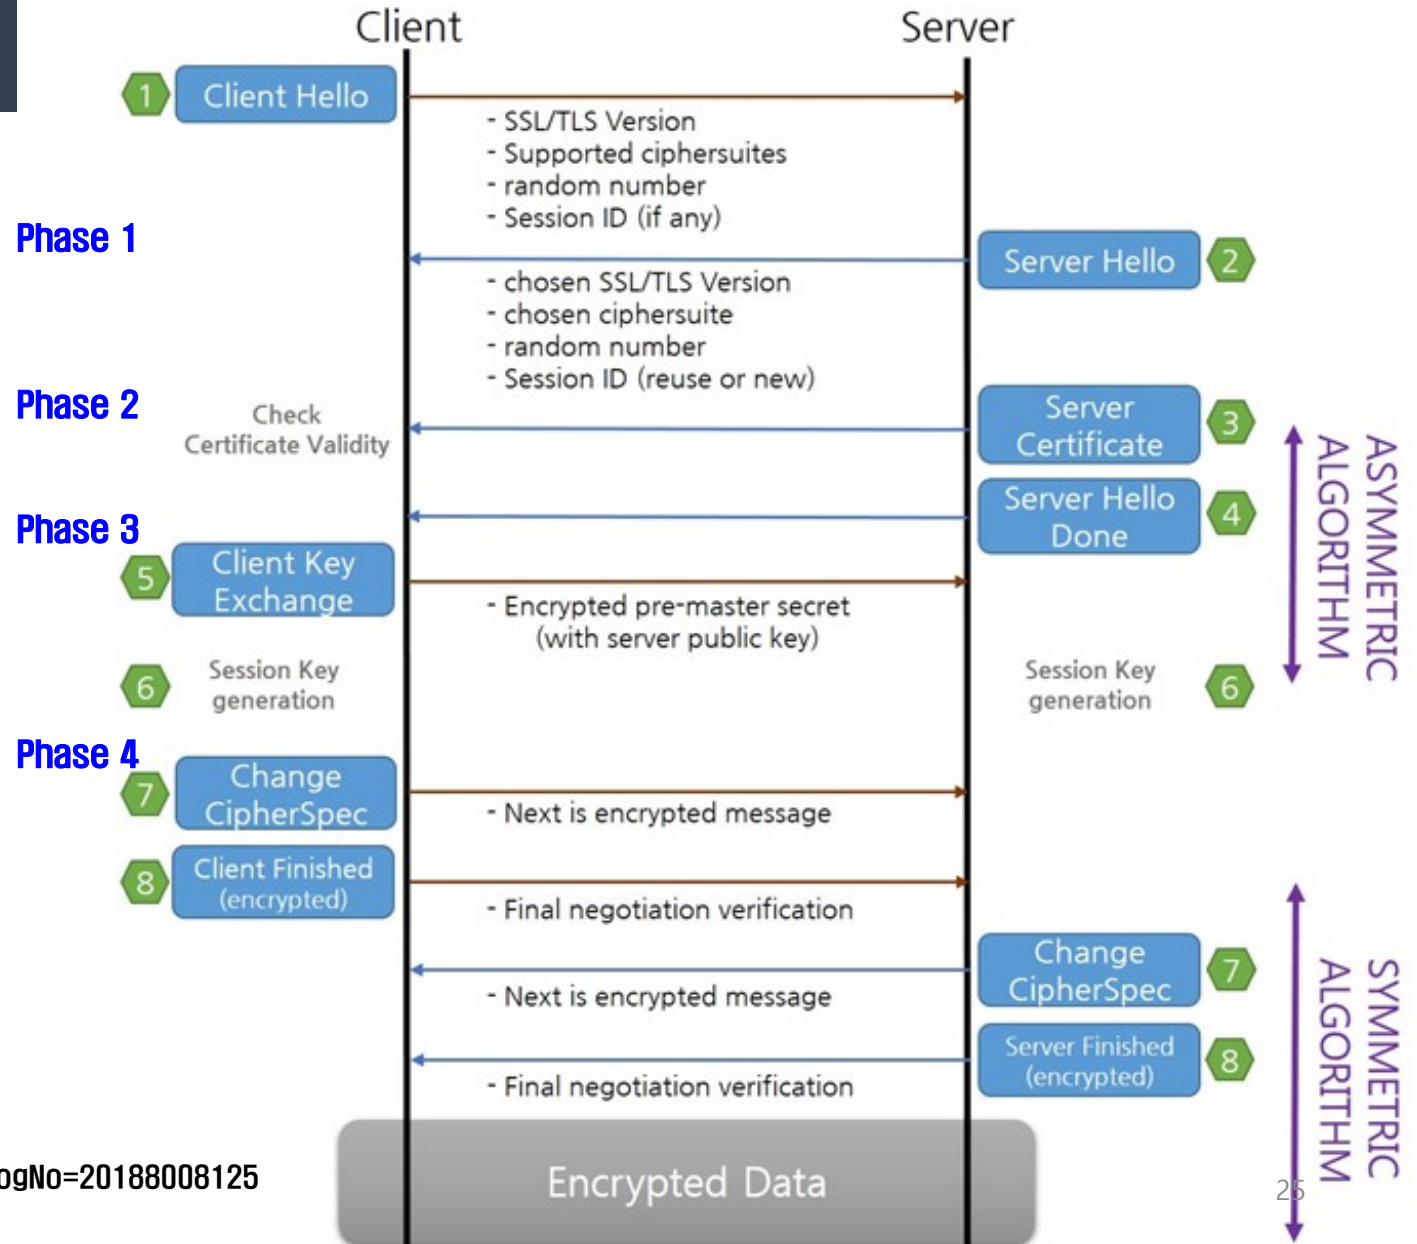 Client
Server
1
Client Hello
- SSL/TLS Version
- Supported ciphersuites
- random number
- Session ID (if any)
Phase 1
Server Hello
2
- chosen SSL/TLS Version
- chosen ciphersuite
- random number
- Session ID (reuse or new)
Phase 2
Check
Certificate Validity
Server
Certificate
3
Phase 3
Server Hello
Done
4
ASYMMETRIC
ALGORITHM
5
Client Key
Exchange
- Encrypted pre-master secret
(with server public key)
6
Session Key
generation
Session Key
generation
6
Phase 4
7
Change
CipherSpec
- Next is encrypted message
8
Client Finished
(encrypted)
- Final negotiation verification
Change
CipherSpec
7
- Next is encrypted message
Server Finished
(encrypted)
8
- Final negotiation verification
SYMMETRIC
ALGORITHM
Encrypted Data
ogNo=20188008125
25